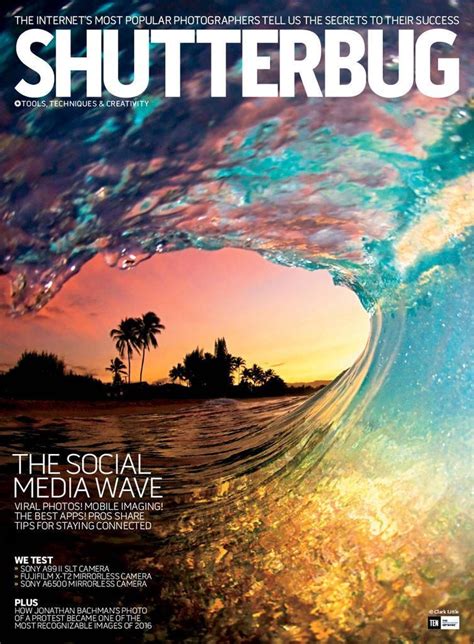 THE INTERNET'S MOST POPULAR PHOTOGRAPHERS TELL US THE SECRETS TO THEIR SUCCESS
SHUTTERBUG
TOOLS, TECHNIQUES & CREATIVITY
THE SOCIAL
MEDIA WAVE
VIRAL PHOTOS! MOBILE IMAGING!
THE BEST APPS! PROS SHARE
TIPS FOR STAYING CONNECTED
WE TEST
» SONY A99 II SLT CAMERA
» FUJIFILM X-T2 MIRRORLESS CAMERA
» SONY A6500 MIRRORLESS CAMERA
PLUS
HOW JONATHAN BACHMAN'S PHOTO
OF A PROTEST BECAME ONE OF THE
MOST RECOGNIZABLE IMAGES OF 2016
© Clark Little
TEN